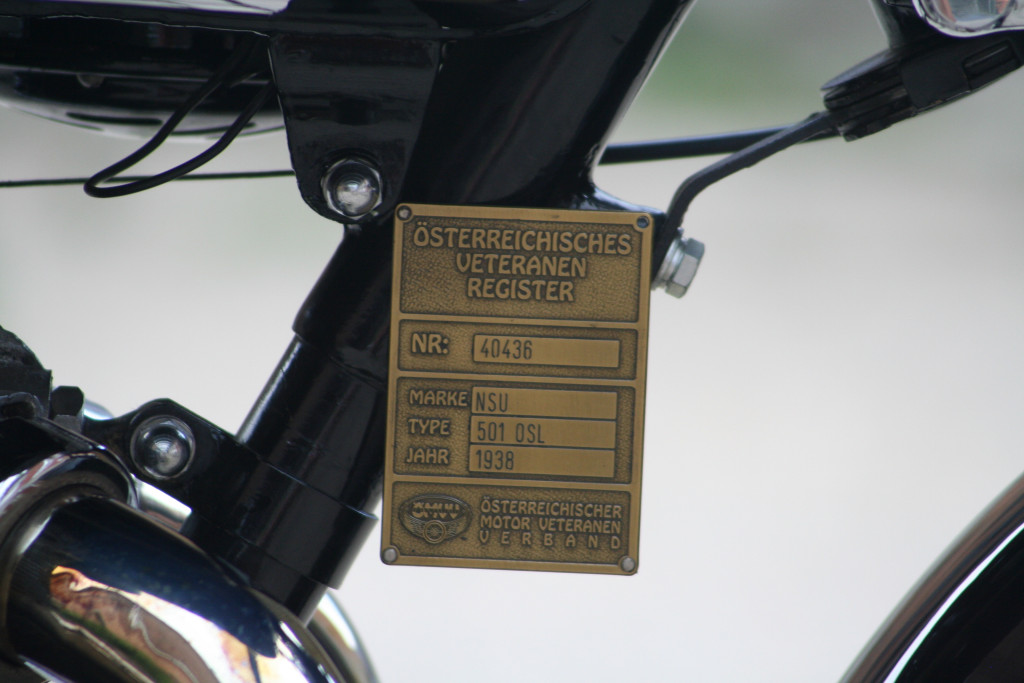 ÖSTERREICHISCHES
VETERANEN
REGISTER
NR: 40436
MARKE NSU
TYPE 501 OSL
JAHR 1938
ÖSTERREICHISCHER
MOTOR VETERANEN
VERBAND